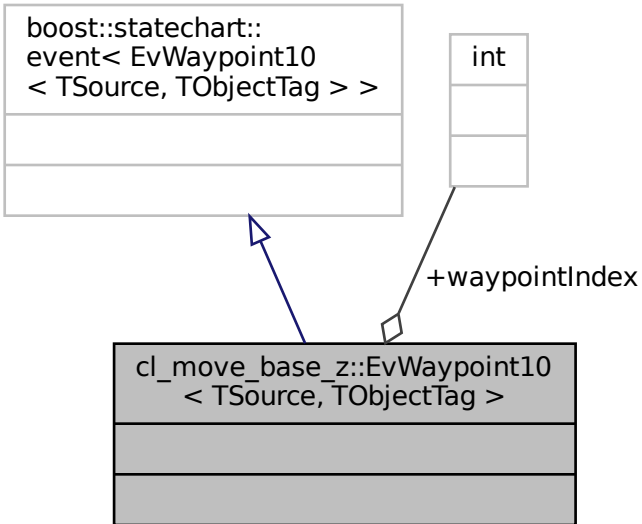 boost::statechart::
event< EvWaypoint10
< TSource, TObjectTag > >
int
+waypointIndex
cl_move_base_z::EvWaypoint10
< TSource, TObjectTag >